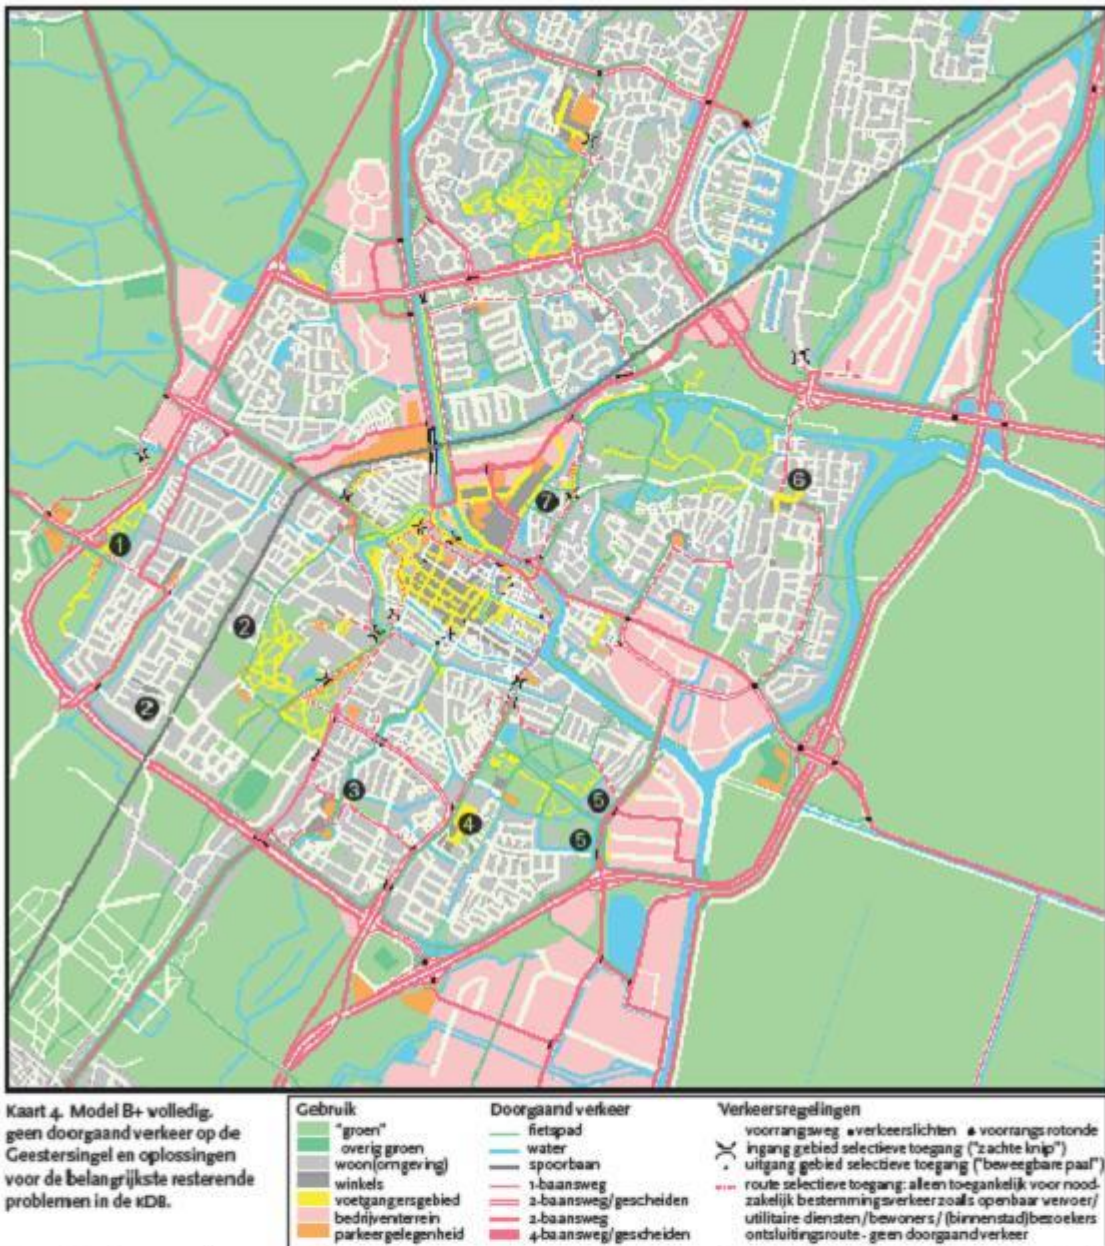 1
2
2
3
4
5
5
6
7
Kaart 4. Model B+ volledig.
geen doorgaand verkeer op de
Geestersingel en oplossingen
voor de belangrijkste resterende
problemen in de KDB.
Gebruik
"groen"
overig groen
woon(omgeving)
winkels
voetgangersgebied
bedrijventerrein
parkeergelegenheid
Doorgaand verkeer
fietspad
water
spoorbaan
1-baansweg
2-baansweg/gescheiden
2-baansweg
4-baansweg/gescheiden
Verkeersregelingen
voorrangsweg verkeerslichten voorrangsrotonde
ingang gebied selectieve toegang ("zachte knip")
uitgang gebied selectieve toegang ("beweegbare paal")
route selectieve toegang: alleen toegankelijk voor nood-
zakelijk bestemmingsverkeer zoals openbaar vervoer/
utilitaire diensten/bewoners/(binnenstad)bezoekers
ontsluitingsroute - geen doorgaand verkeer